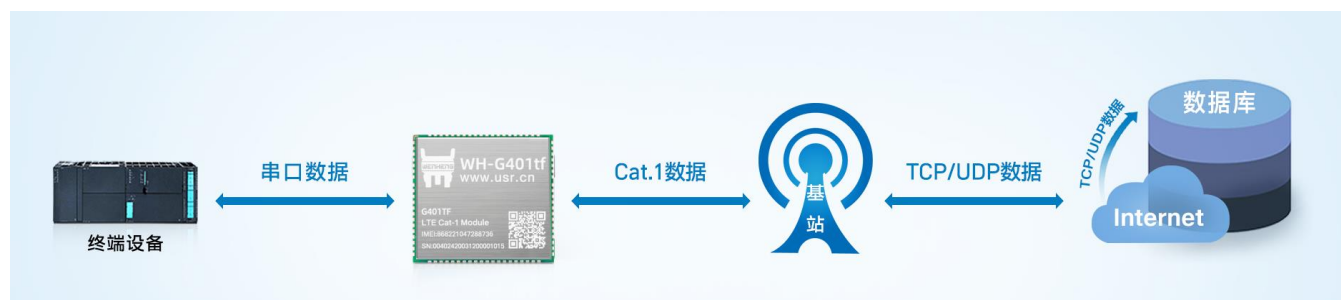 终端设备
串口数据
WH-G401tf
www.usr.cn
G401TF
LTE Cat-1 Module
IMEI:868221047288736
SN:00402420031200001015
Cat.1数据
基
站
TCP/UDP数据
TCP/UDP数据
数据库
Internet